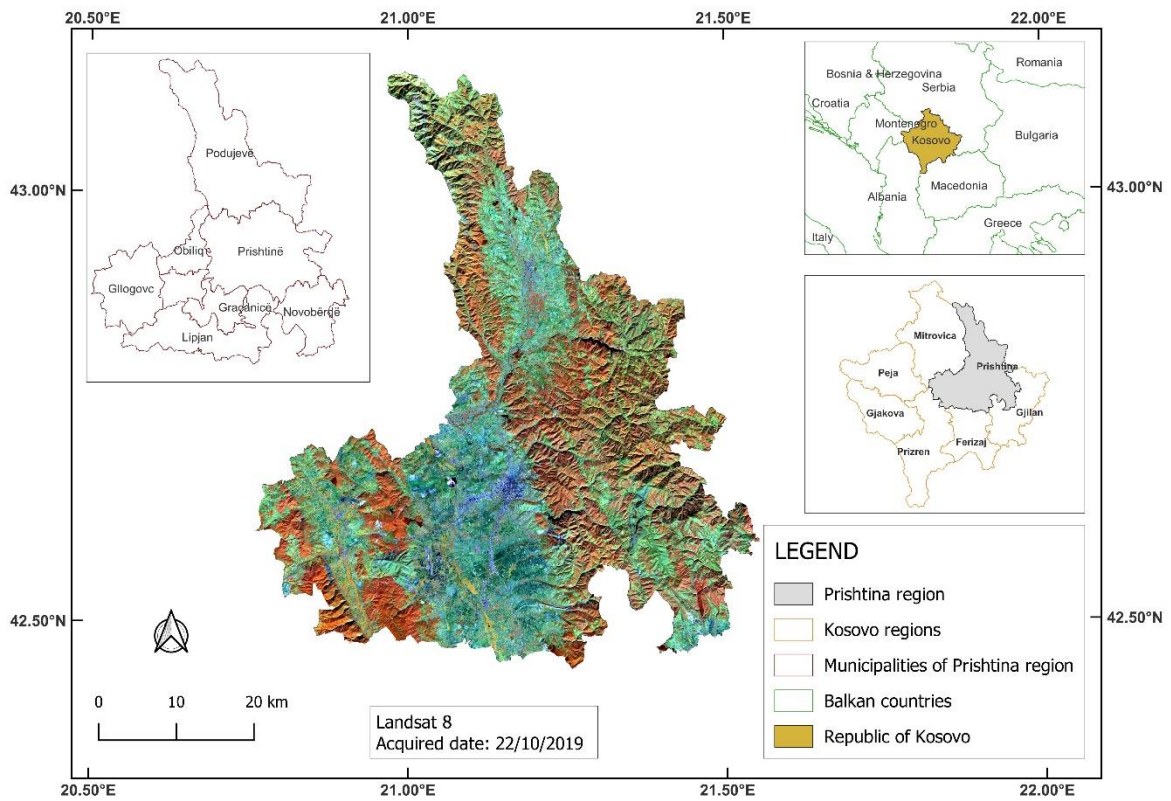 20.50°E
21.00°E
21.50°E
22.00°E
43.00°N
43.00°N
42.50°N
42.50°N
20.50°E
21.00°E
21.50°E
22.00°E
Podujevë
Obiliq
Prishtinë
Gllogovc
Graçanicë
Novobërdë
Lipjan
Romania
Bosnia & Herzegovina
Serbia
Croatia
Montenegro
Kosovo
Bulgaria
Macedonia
Albania
Greece
Italy
Mitrovica
Prishtina
Peja
Gjakova
Gjilan
Ferizaj
Prizren
LEGEND
Prishtina region
Kosovo regions
Municipalities of Prishtina region
Balkan countries
Republic of Kosovo
0 10 20 km
Landsat 8
Acquired date: 22/10/2019